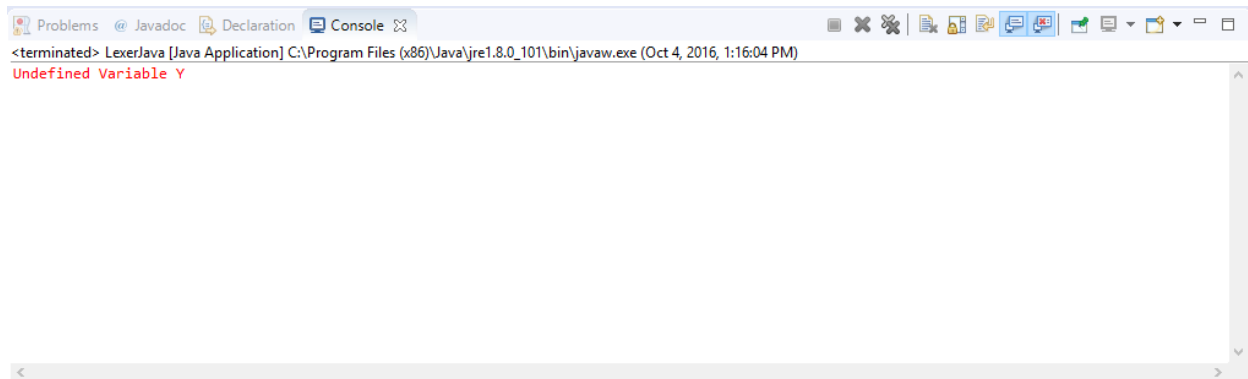 Problems @ Javadoc Declaration Console
<terminated> LexerJava [Java Application] C:\Program Files (x86)\Java\jre1.8.0_101\bin\javaw.exe (Oct 4, 2016, 1:16:04 PM)
Undefined Variable Y